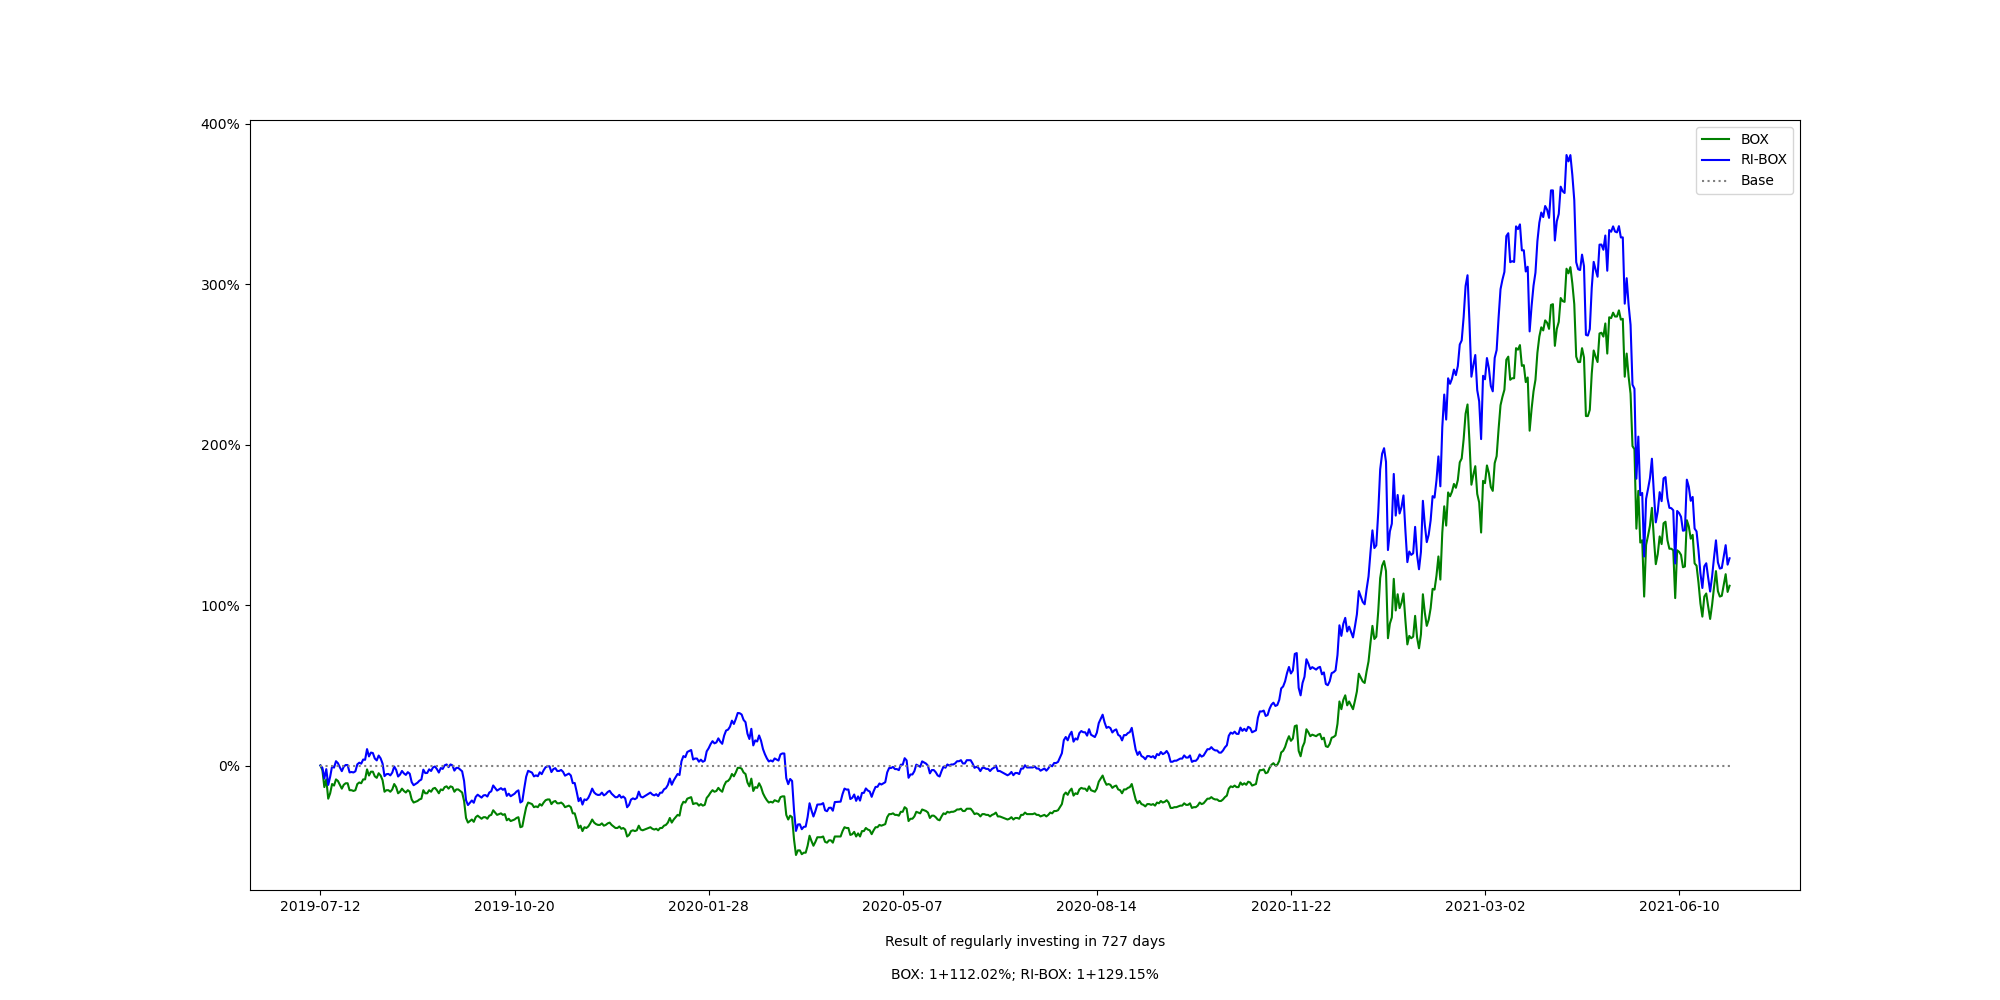 400%
300%
200%
100%
0%
BOX
RI-BOX
Base
2019-07-12 2019-10-20 2020-01-28 2020-05-07 2020-08-14 2020-11-22 2021-03-02 2021-06-10
Result of regularly investing in 727 days
BOX: 1+112.02%; RI-BOX: 1+129.15%